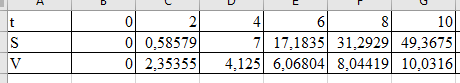 A B C D E F G
t 0 2 4 6 8 10
S 0 0,58579 7 17,1835 31,2929 49,3675
V 0 2,35355 4,125 6,06804 8,04419 10,0316